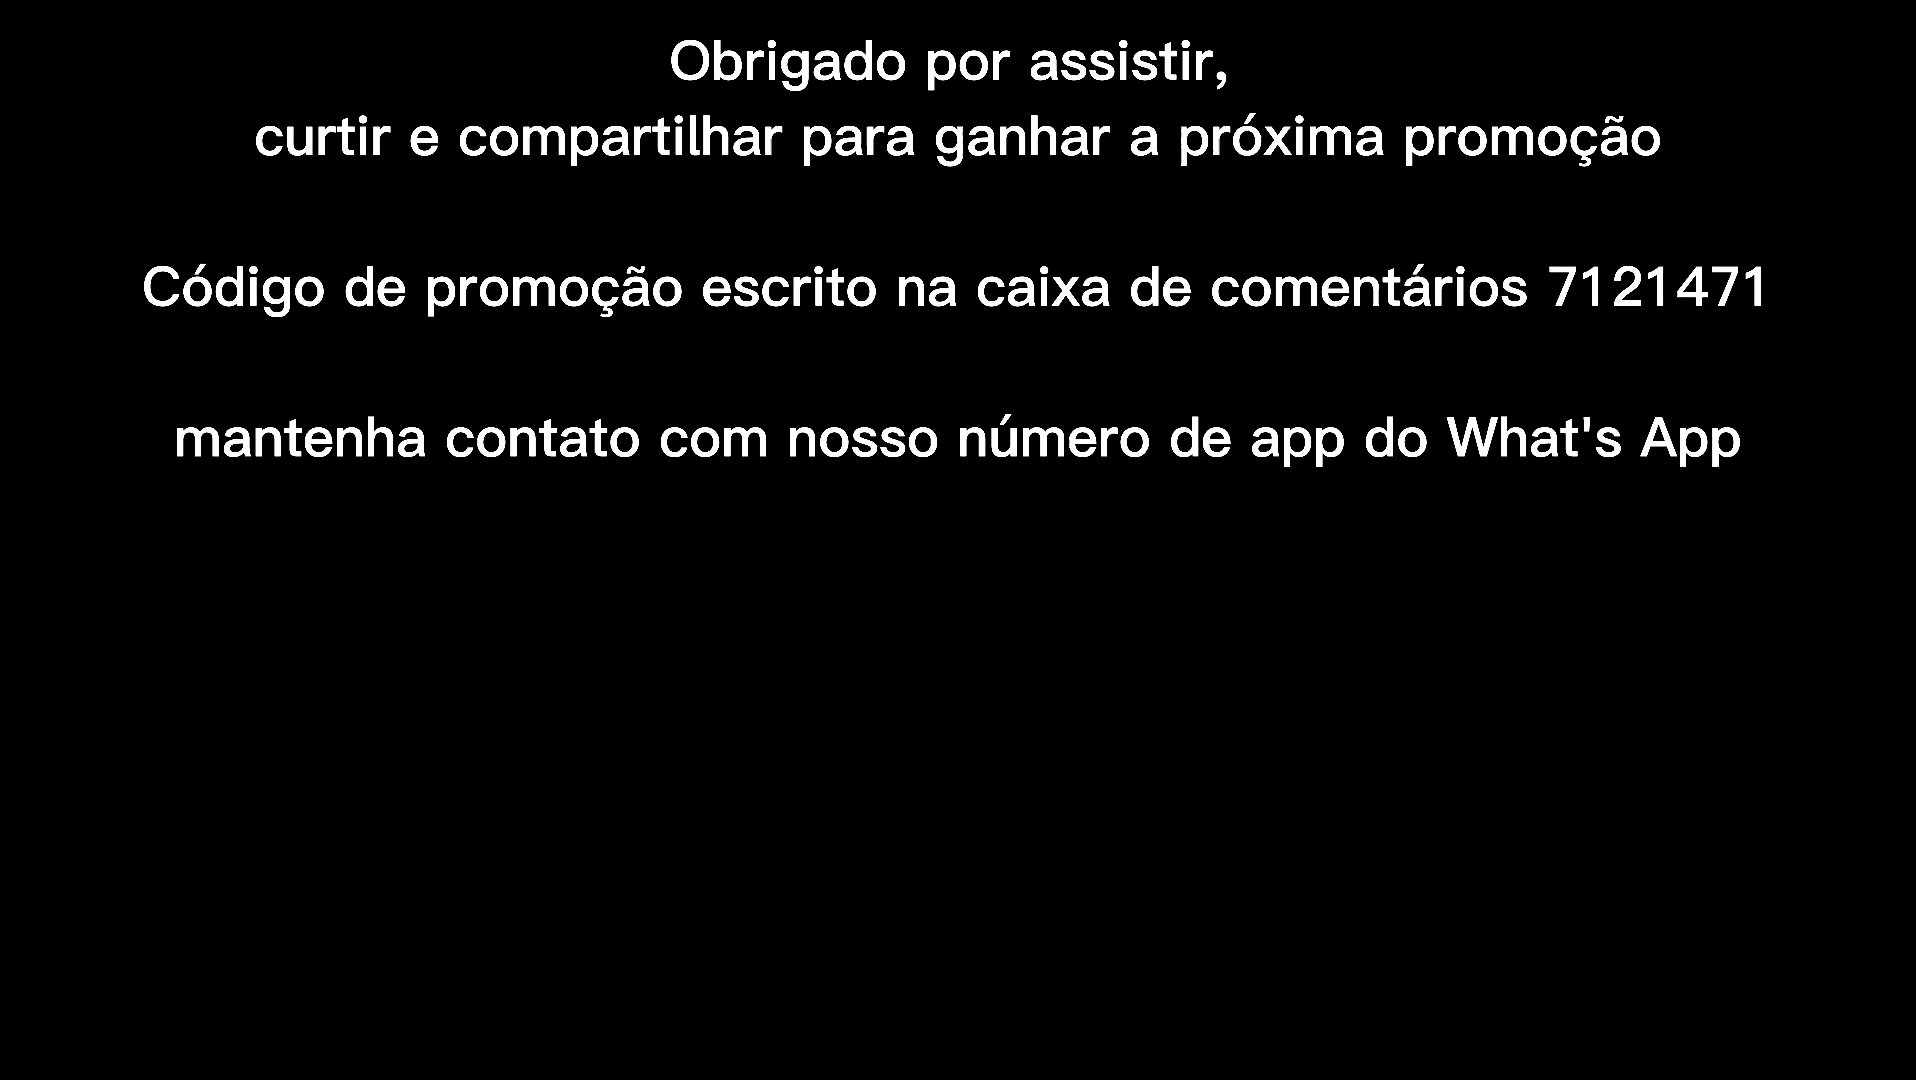 Obrigado por assistir,
curtir e compartilhar para ganhar a próxima promoção
Código de promoção escrito na caixa de comentários 7121471
mantenha contato com nosso número de app do What's App